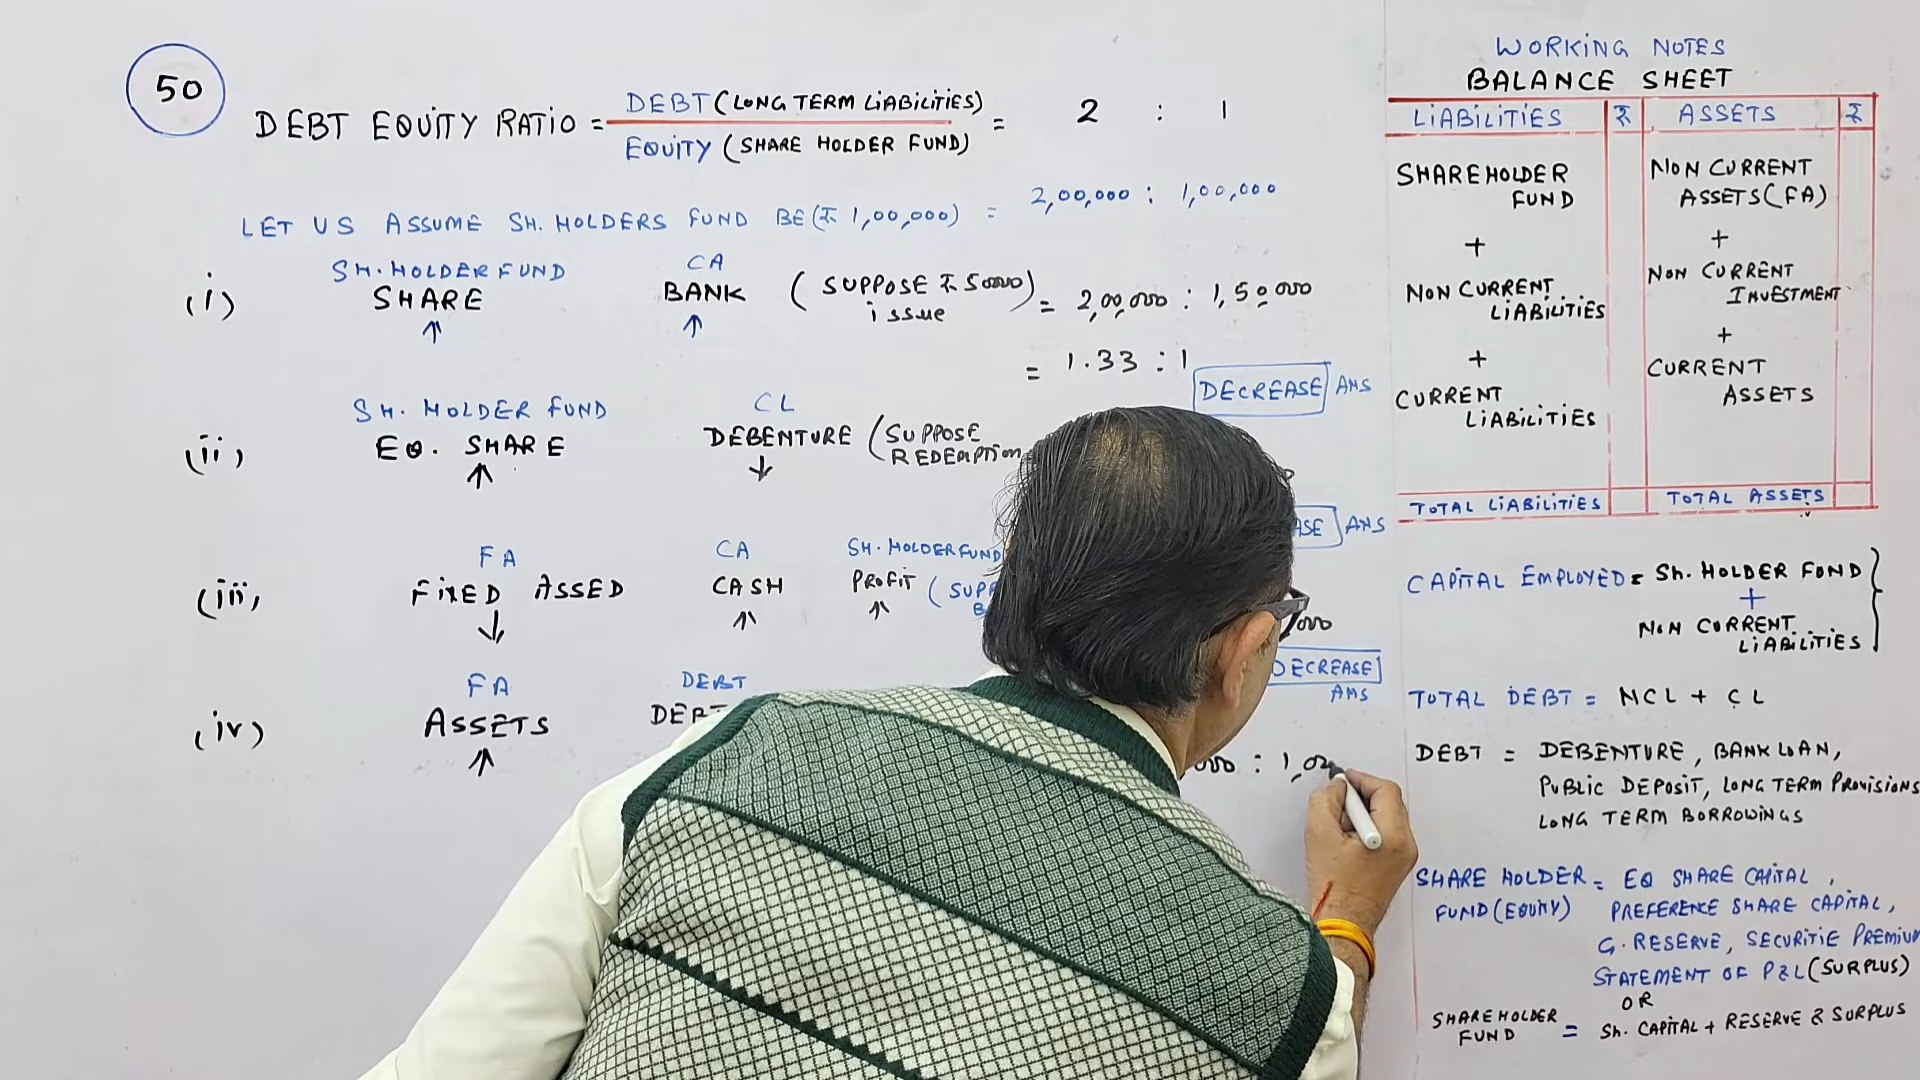 50
DEBT EQUITY RATIO = DEBT (LONG TERM LIABILITIES) / EQUITY (SHARE HOLDER FUND) = 2 : 1
LET US ASSUME SH. HOLDERS FUND BE (₹ 1,00,000) = 2,00,000 : 1,00,000
SH. HOLDER FUND CA
(i) SHARE ↑ BANK ↑ (SUPPOSE ₹ 50000 issue) = 2,00,000 : 1,50,000
= 1.33 : 1
DECREASE ANS
SH. HOLDER FUND CL
(ii) EQ. SHARE ↑ DEBENTURE ↓ (SUPPOSE
REDEMPTION
ANS
FA CA SH. HOLDER FUND
(iii) FIXED ASSED ↓ CASH ↑ PROFIT ↑
DECREASE
ANS
FA DEBT
(iv) ASSETS ↑
: 1,00
WORKING NOTES
BALANCE SHEET
LIABILITIES ₹ ASSETS ₹
SHAREHOLDER NON CURRENT
FUND ASSETS (FA)
+ +
NON CURRENT NON CURRENT
LIABILITIES INVESTMENT
+ +
CURRENT CURRENT
LIABILITIES ASSETS
TOTAL LIABILITIES TOTAL ASSETS
CAPITAL EMPLOYED = SH. HOLDER FUND
+
NON CURRENT
LIABILITIES
TOTAL DEBT = NCL + CL
DEBT = DEBENTURE, BANK LOAN,
PUBLIC DEPOSIT, LONG TERM PROVISIONS
LONG TERM BORROWINGS
SHARE HOLDER = EQ SHARE CAPITAL,
FUND (EQUITY) PREFERENCE SHARE CAPITAL,
G. RESERVE, SECURITIE PREMIUM
STATEMENT OF P&L (SURPLUS)
OR
SHAREHOLDER
FUND = SH. CAPITAL + RESERVE & SURPLUS